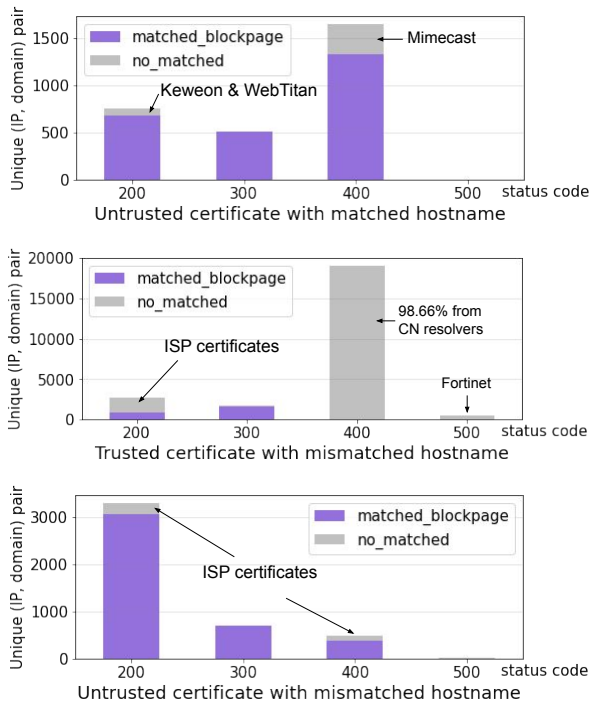 Unique (IP, domain) pair
1500
1000
500
0
matched_blockpage
no_matched
Mimecast
Keweon & WebTitan
200 300 400 500 status code
Untrusted certificate with matched hostname
Unique (IP, domain) pair
20000
15000
10000
5000
0
matched_blockpage
no_matched
98.66% from
CN resolvers
ISP certificates
Fortinet
200 300 400 500 status code
Trusted certificate with mismatched hostname
Unique (IP, domain) pair
3000
2000
1000
0
matched_blockpage
no_matched
ISP certificates
200 300 400 500 status code
Untrusted certificate with mismatched hostname